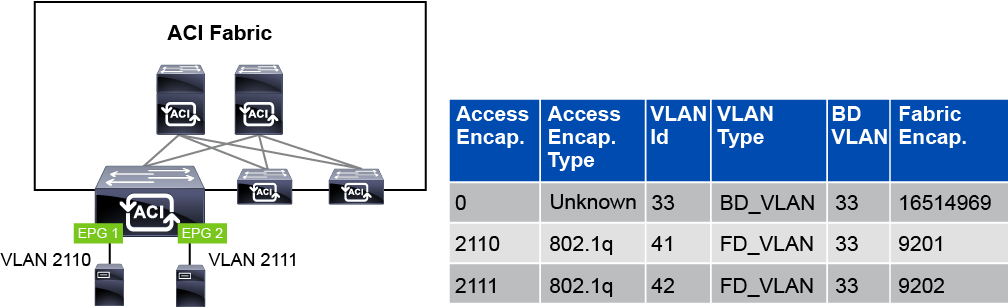 ACI Fabric
ACI
ACI
ACI
ACI
ACI
EPG 1
EPG 2
VLAN 2110
VLAN 2111
Access Encap. Access Encap. Type VLAN Id VLAN Type BD VLAN Fabric Encap.
0 Unknown 33 BD_VLAN 33 16514969
2110 802.1q 41 FD_VLAN 33 9201
2111 802.1q 42 FD_VLAN 33 9202